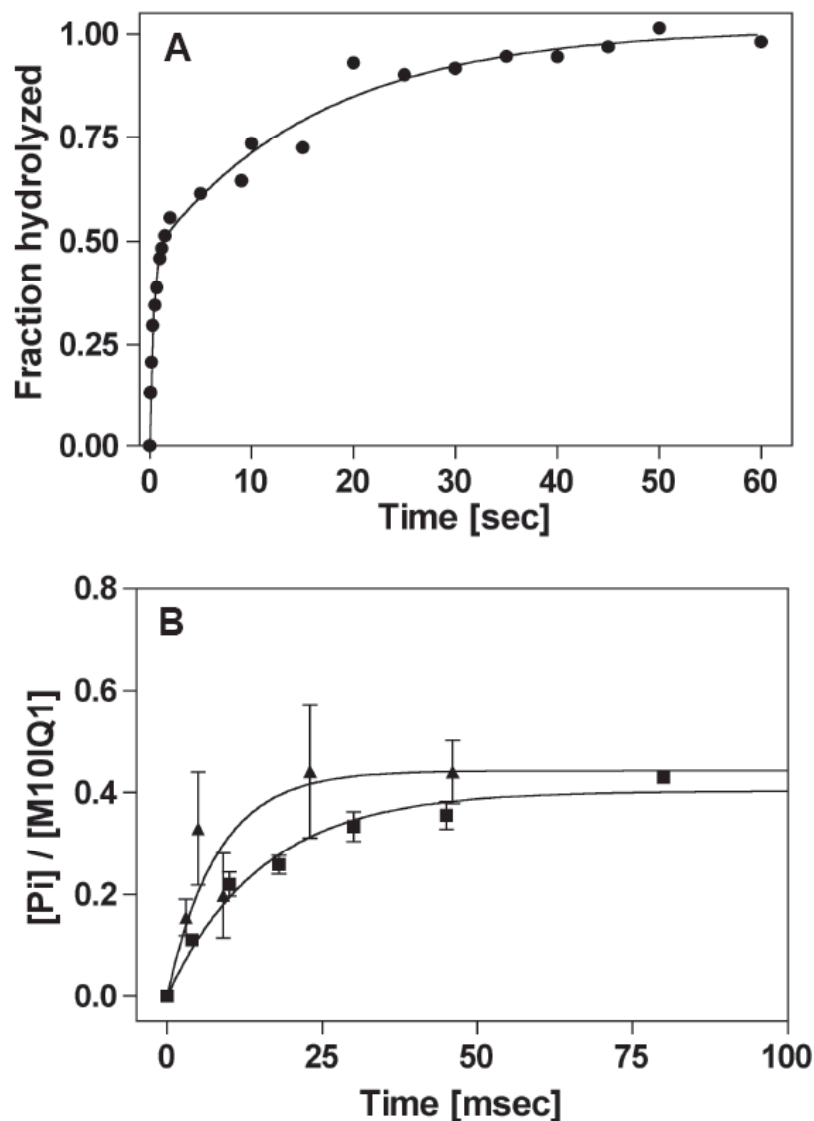 A
1.00
0.75
0.50
0.25
0.00
Fraction hydrolyzed
0 10 20 30 40 50 60
Time [sec]
B
0.8
0.6
0.4
0.2
0.0
[Pi] / [M10IQ1]
0 25 50 75 100
Time [msec]